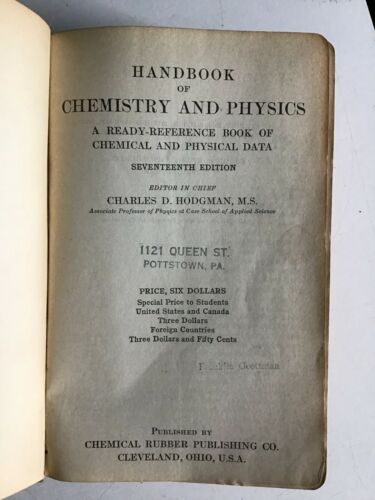 HANDBOOK
OF
CHEMISTRY AND PHYSICS
A READY-REFERENCE BOOK OF
CHEMICAL AND PHYSICAL DATA
SEVENTEENTH EDITION
EDITOR IN CHIEF
CHARLES D. HODGMAN, M.S.
Associate Professor of Physics at Case School of Applied Science
1121 QUEEN ST.
POTTSTOWN, PA.
PRICE, SIX DOLLARS
Special Price to Students
United States and Canada
Three Dollars
Foreign Countries
Three Dollars and Fifty Cents
Franklin
PUBLISHED BY
CHEMICAL RUBBER PUBLISHING CO.
CLEVELAND, OHIO, U.S.A.